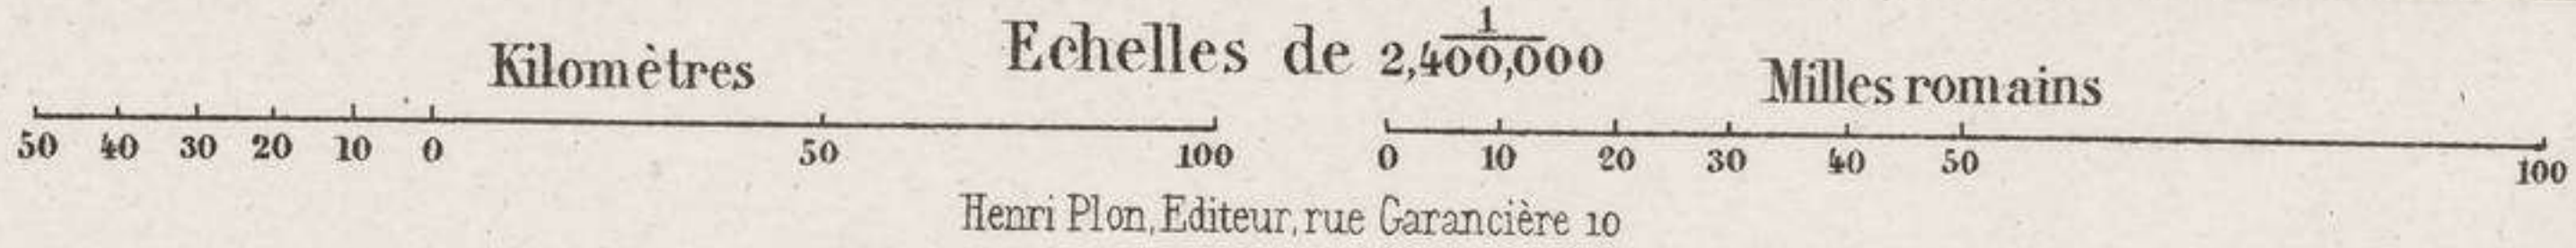 Echelles de 1/2,400,000
Kilomètres
50 40 30 20 10 0 50 100
Milles romains
0 10 20 30 40 50 100
Henri Plon, Editeur, rue Garancière 10